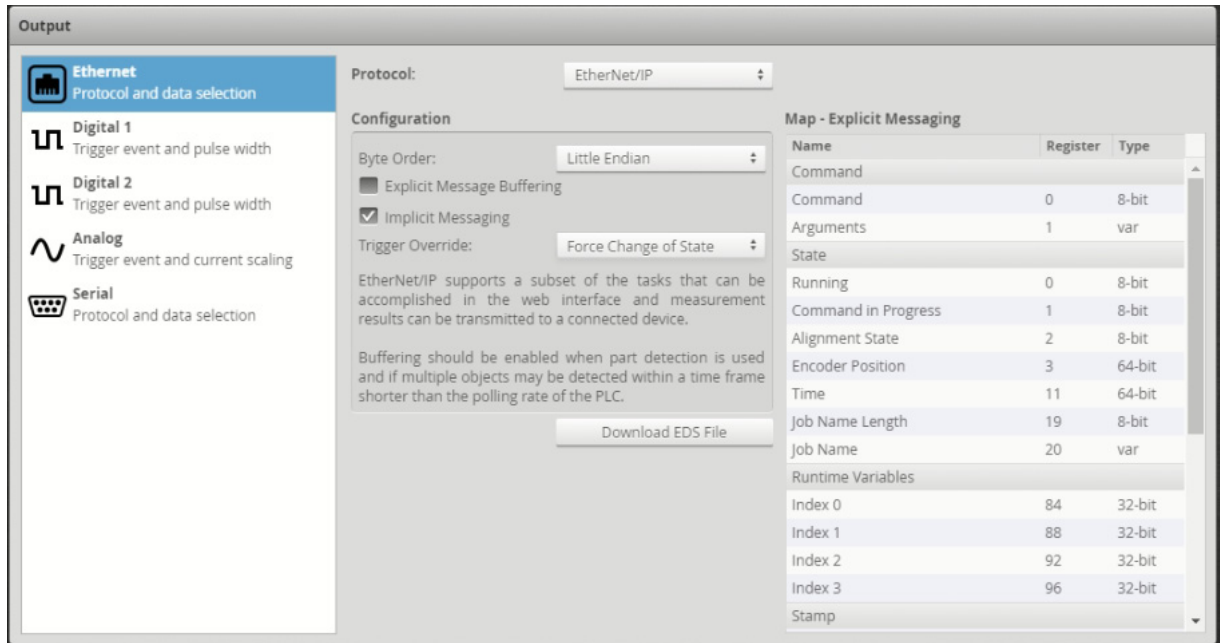 Output
Ethernet
Protocol and data selection
Digital 1
Trigger event and pulse width
Digital 2
Trigger event and pulse width
Analog
Trigger event and current scaling
Serial
Protocol and data selection
Protocol: EtherNet/IP
Configuration
Byte Order: Little Endian
Explicit Message Buffering
Implicit Messaging
Trigger Override: Force Change of State
EtherNet/IP supports a subset of the tasks that can be
accomplished in the web interface and measurement
results can be transmitted to a connected device.
Buffering should be enabled when part detection is used
and if multiple objects may be detected within a time frame
shorter than the polling rate of the PLC.
Download EDS File
Map - Explicit Messaging
Name Register Type
Command
Command 0 8-bit
Arguments 1 var
State
Running 0 8-bit
Command in Progress 1 8-bit
Alignment State 2 8-bit
Encoder Position 3 64-bit
Time 11 64-bit
Job Name Length 19 8-bit
Job Name 20 var
Runtime Variables
Index 0 84 32-bit
Index 1 88 32-bit
Index 2 92 32-bit
Index 3 96 32-bit
Stamp